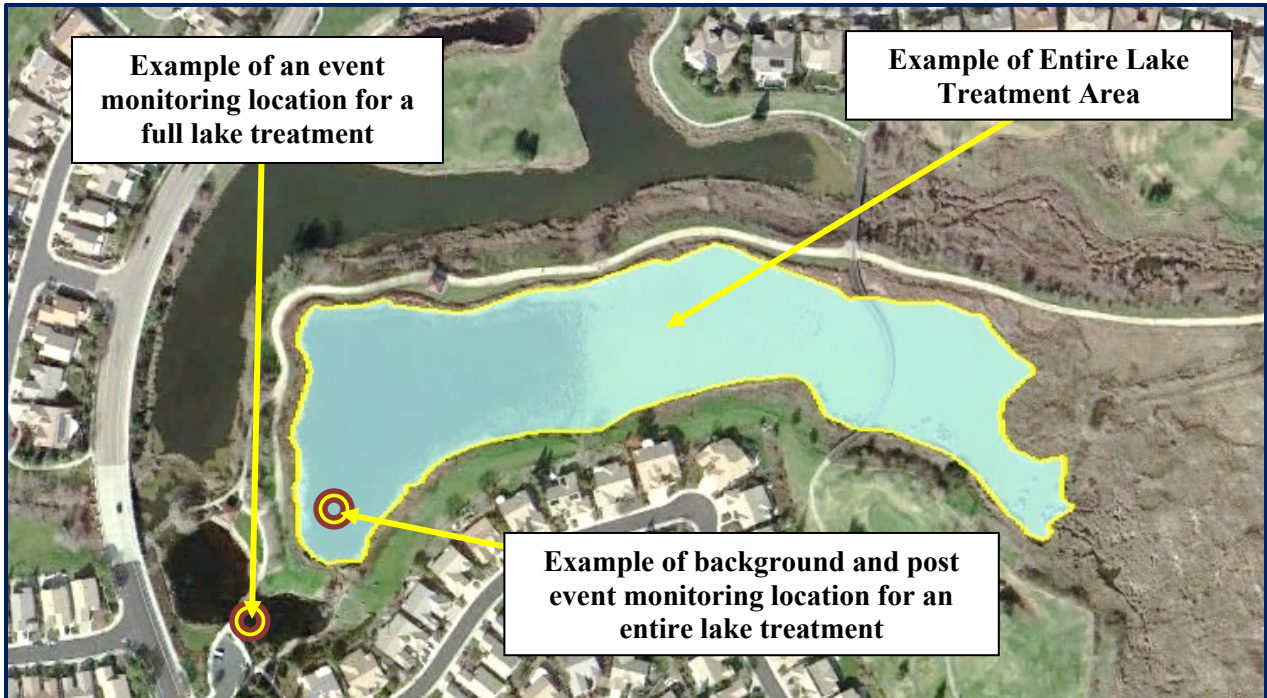 Example of an event
monitoring location for a
full lake treatment
Example of Entire Lake
Treatment Area
Example of background and post
event monitoring location for an
entire lake treatment